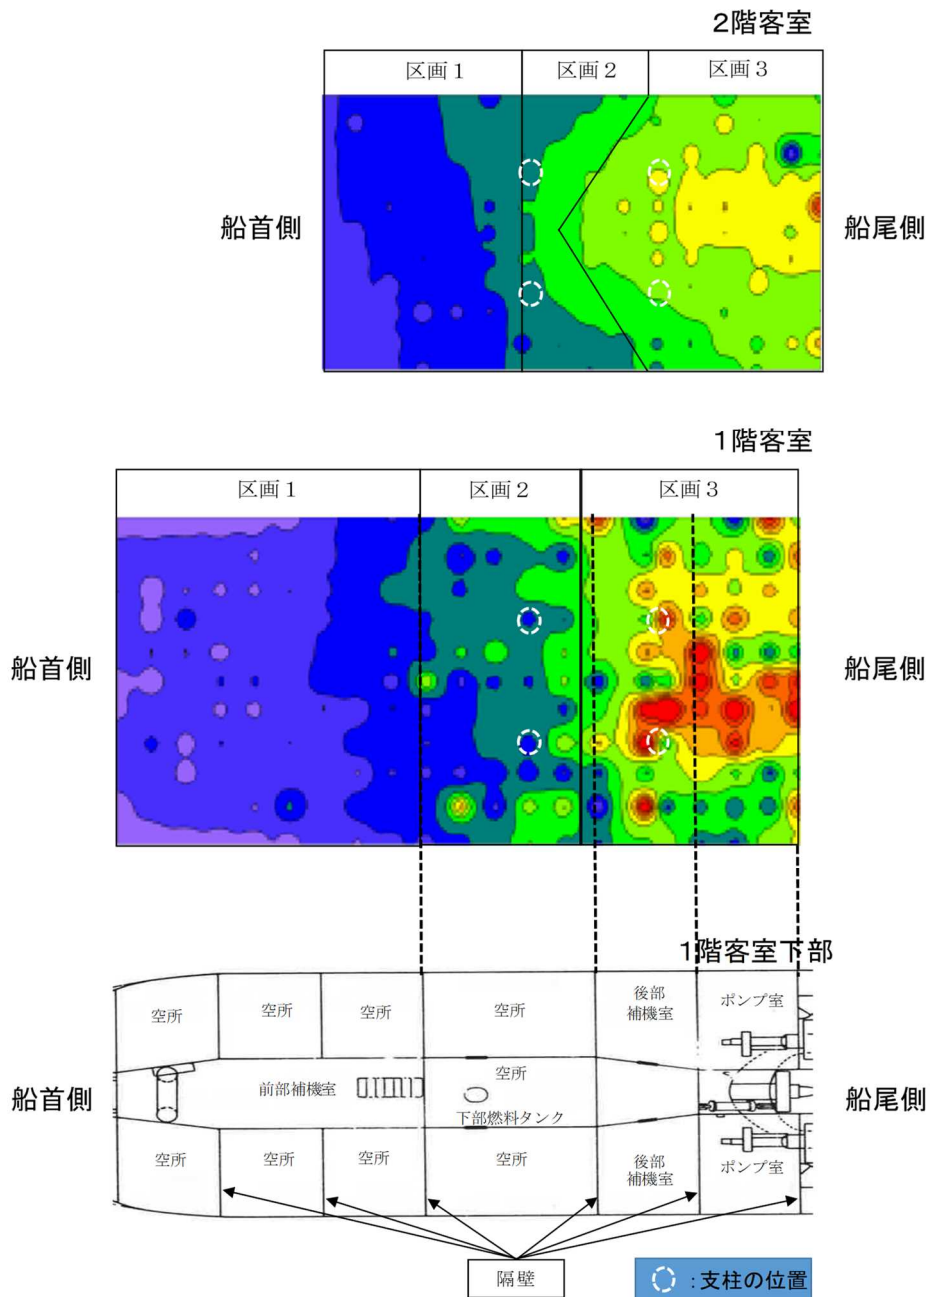 2階客室
区画1
区画2
区画3
船首側
船尾側
1階客室
区画1
区画2
区画3
船首側
船尾側
1階客室下部
空所
空所
空所
空所
後部
補機室
ポンプ室
船首側
前部補機室
空所
下部燃料タンク
船尾側
空所
空所
空所
空所
後部
補機室
ポンプ室
隔壁
:支柱の位置